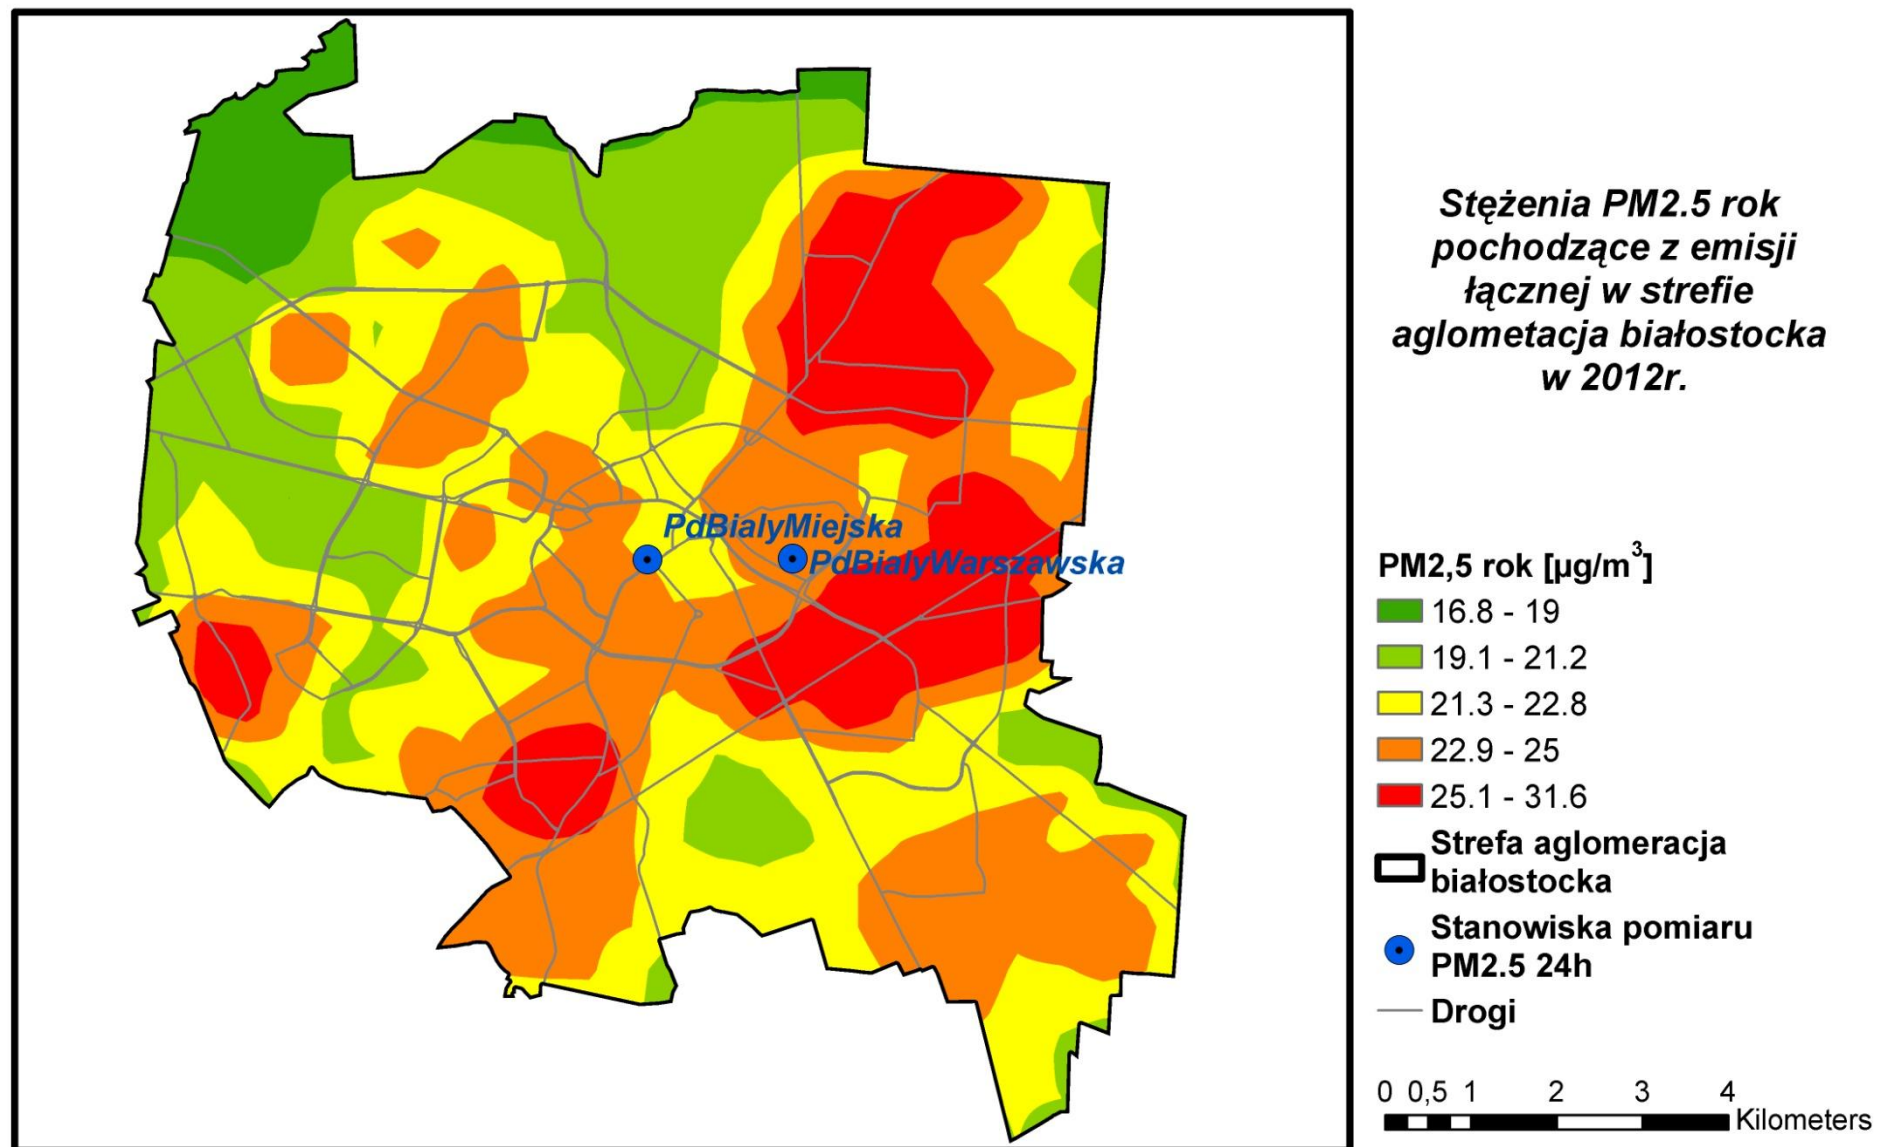 Stężenia PM2.5 rok
pochodzące z emisji
łącznej w strefie
aglometacja białostocka
w 2012r.
PdBialyMiejska
PdBialyWarszawska
PM2,5 rok [µg/m³]
16.8 - 19
19.1 - 21.2
21.3 - 22.8
22.9 - 25
25.1 - 31.6
Strefa aglomeracja
białostocka
Stanowiska pomiaru
PM2.5 24h
Drogi
0 0,5 1 2 3 4
Kilometers